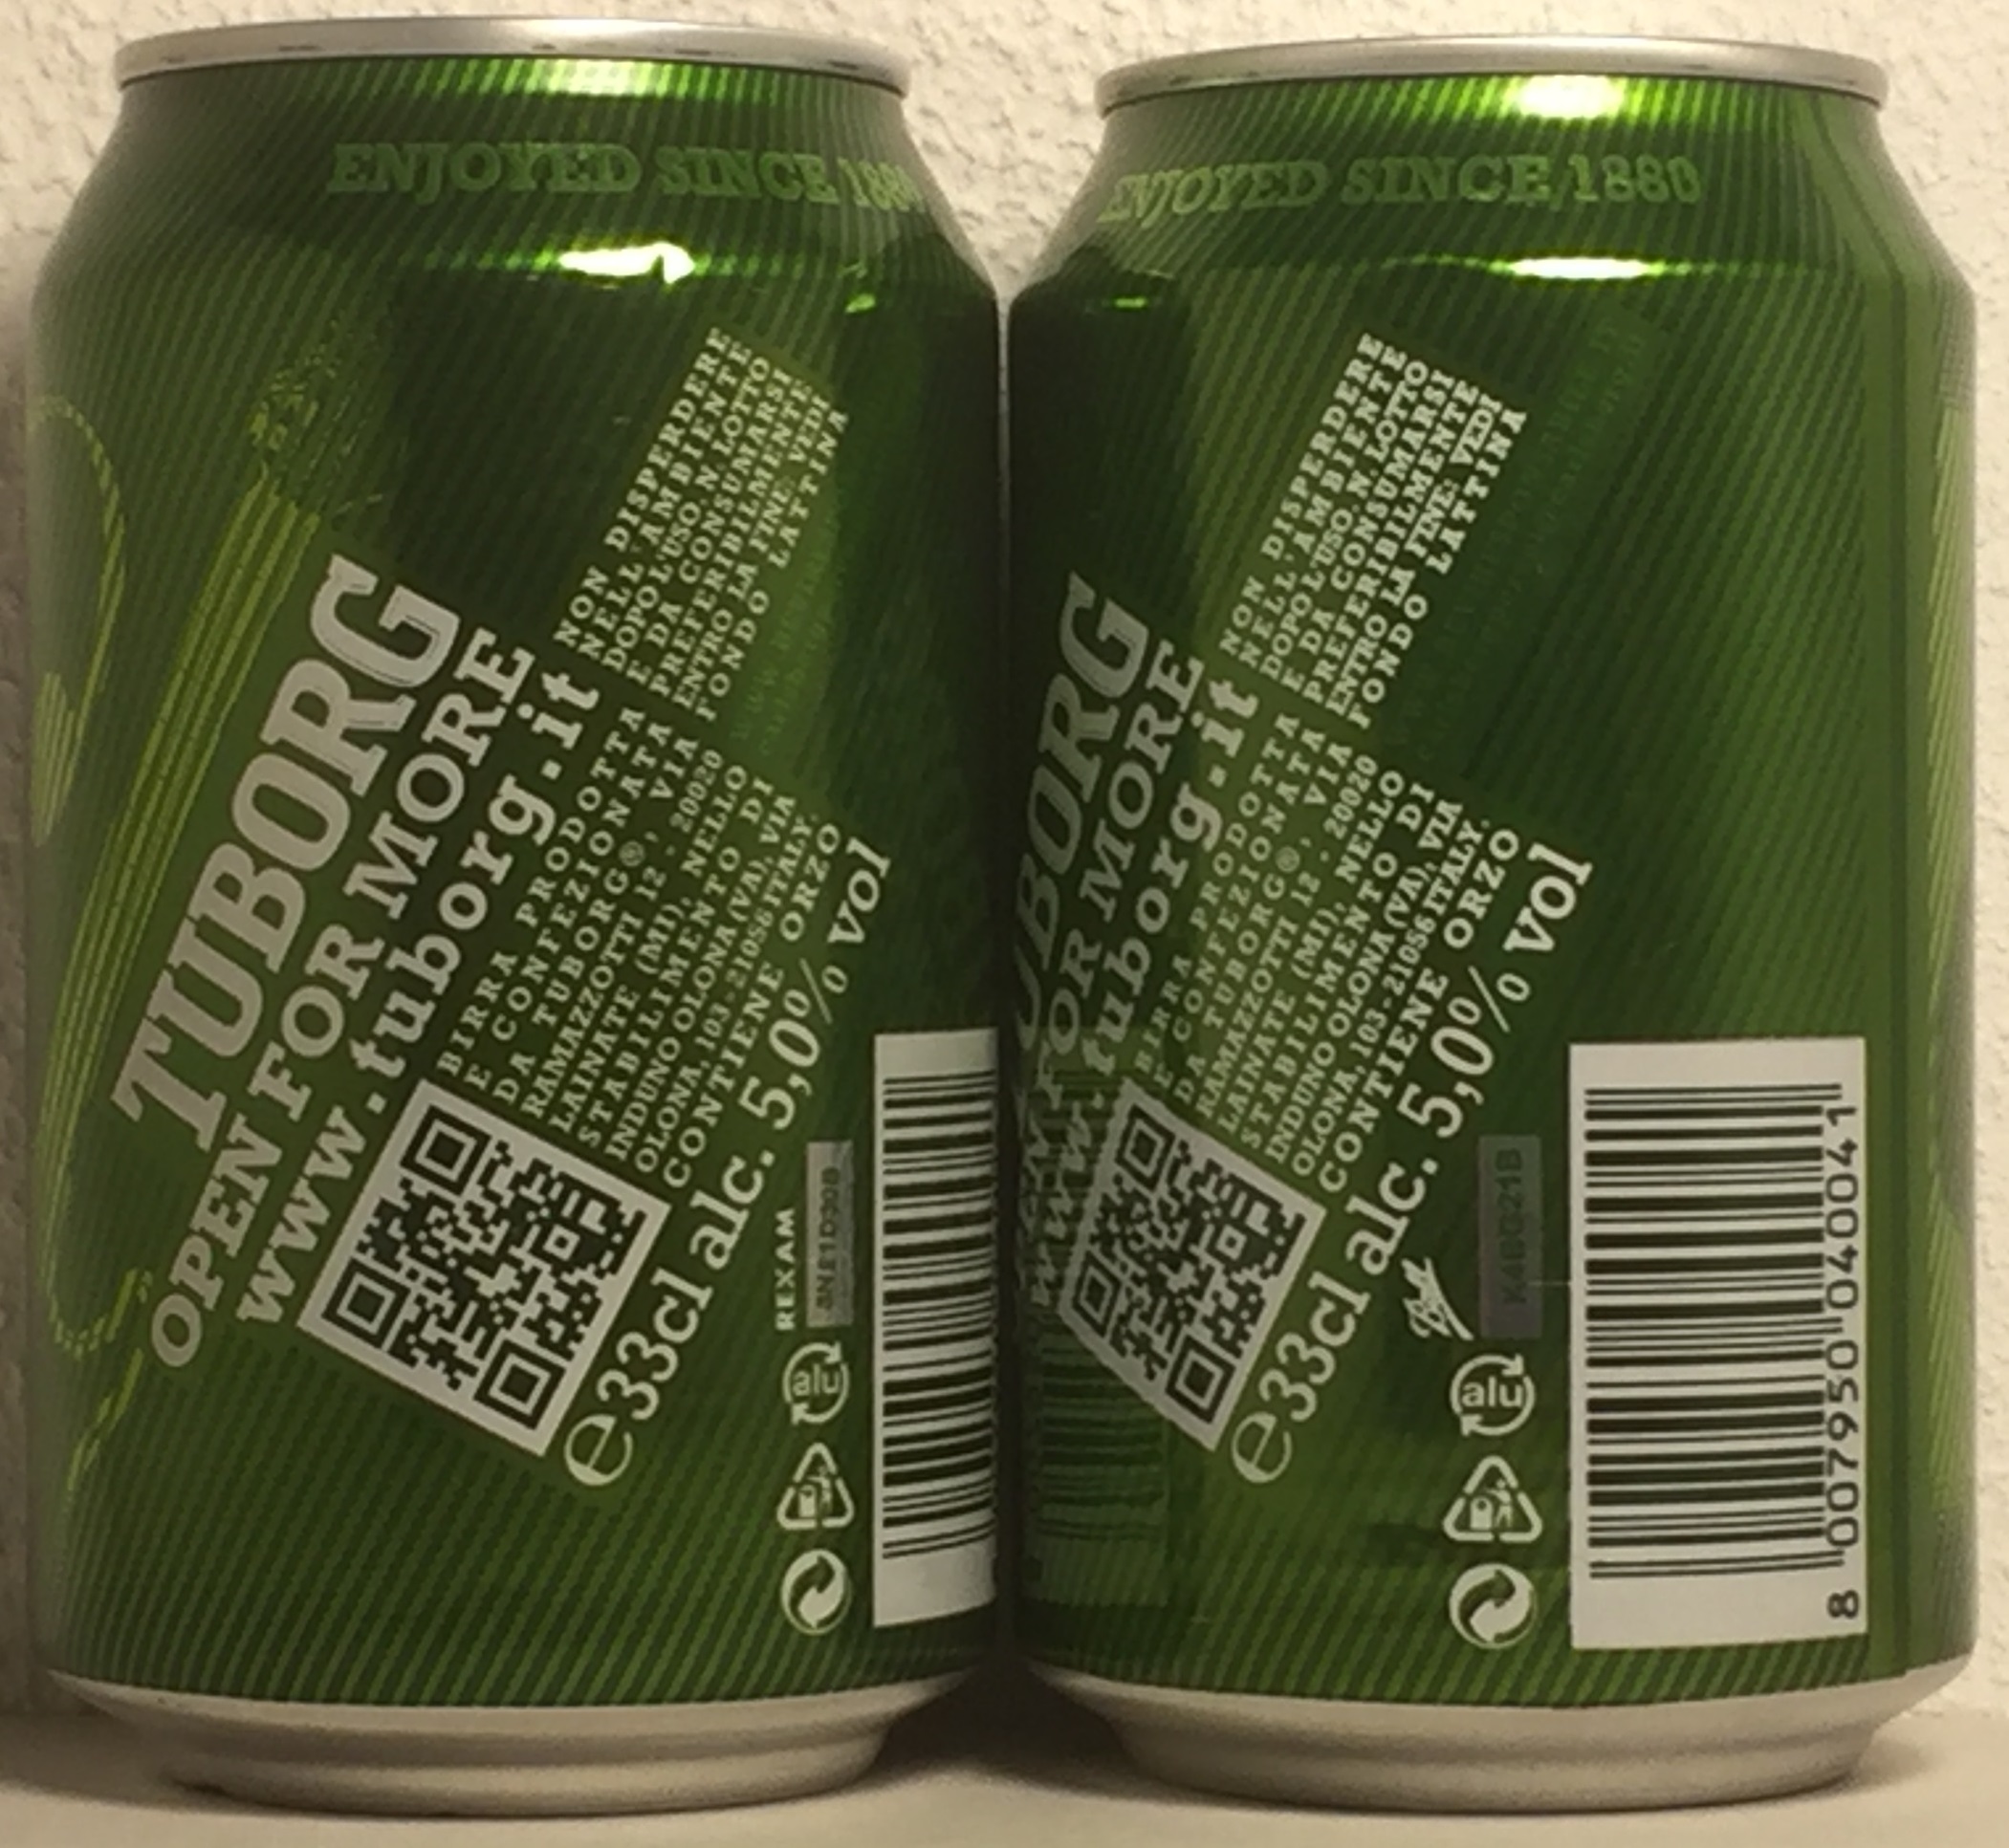 ENJOYED SINCE 1880
TUBORG
OPEN FOR MORE
www.tuborg.it
NON DISPERDERE
NELL'AMBIENTE
DOPO L'USO. N. LOTTO
E DA CONSUMARSI
PREFERIBILMENTE
ENTRO LA FINE: VEDI
FONDO LATTINA
BIRRA PRODOTTA
E CONFEZIONATA
DA TUBORG®, VIA
RAMAZZOTTI 12 - 20020
LAINATE (MI), NELLO
STABILIMENTO DI
INDUNO OLONA (VA), VIA
OLONA, 103 - 21056 ITALY.
CONTIENE ORZO
e33cl alc. 5,0% vol
REXAM
alu
ENJOYED SINCE 1880
TUBORG
OPEN FOR MORE
www.tuborg.it
NON DISPERDERE
NELL'AMBIENTE
DOPO L'USO. N. LOTTO
E DA CONSUMARSI
PREFERIBILMENTE
ENTRO LA FINE: VEDI
FONDO LATTINA
BIRRA PRODOTTA
E CONFEZIONATA
DA TUBORG®, VIA
RAMAZZOTTI 12 - 20020
LAINATE (MI), NELLO
STABILIMENTO DI
INDUNO OLONA (VA), VIA
OLONA, 103 - 21056 ITALY.
CONTIENE ORZO
e33cl alc. 5,0% vol
Ball
alu
8 007950 040041